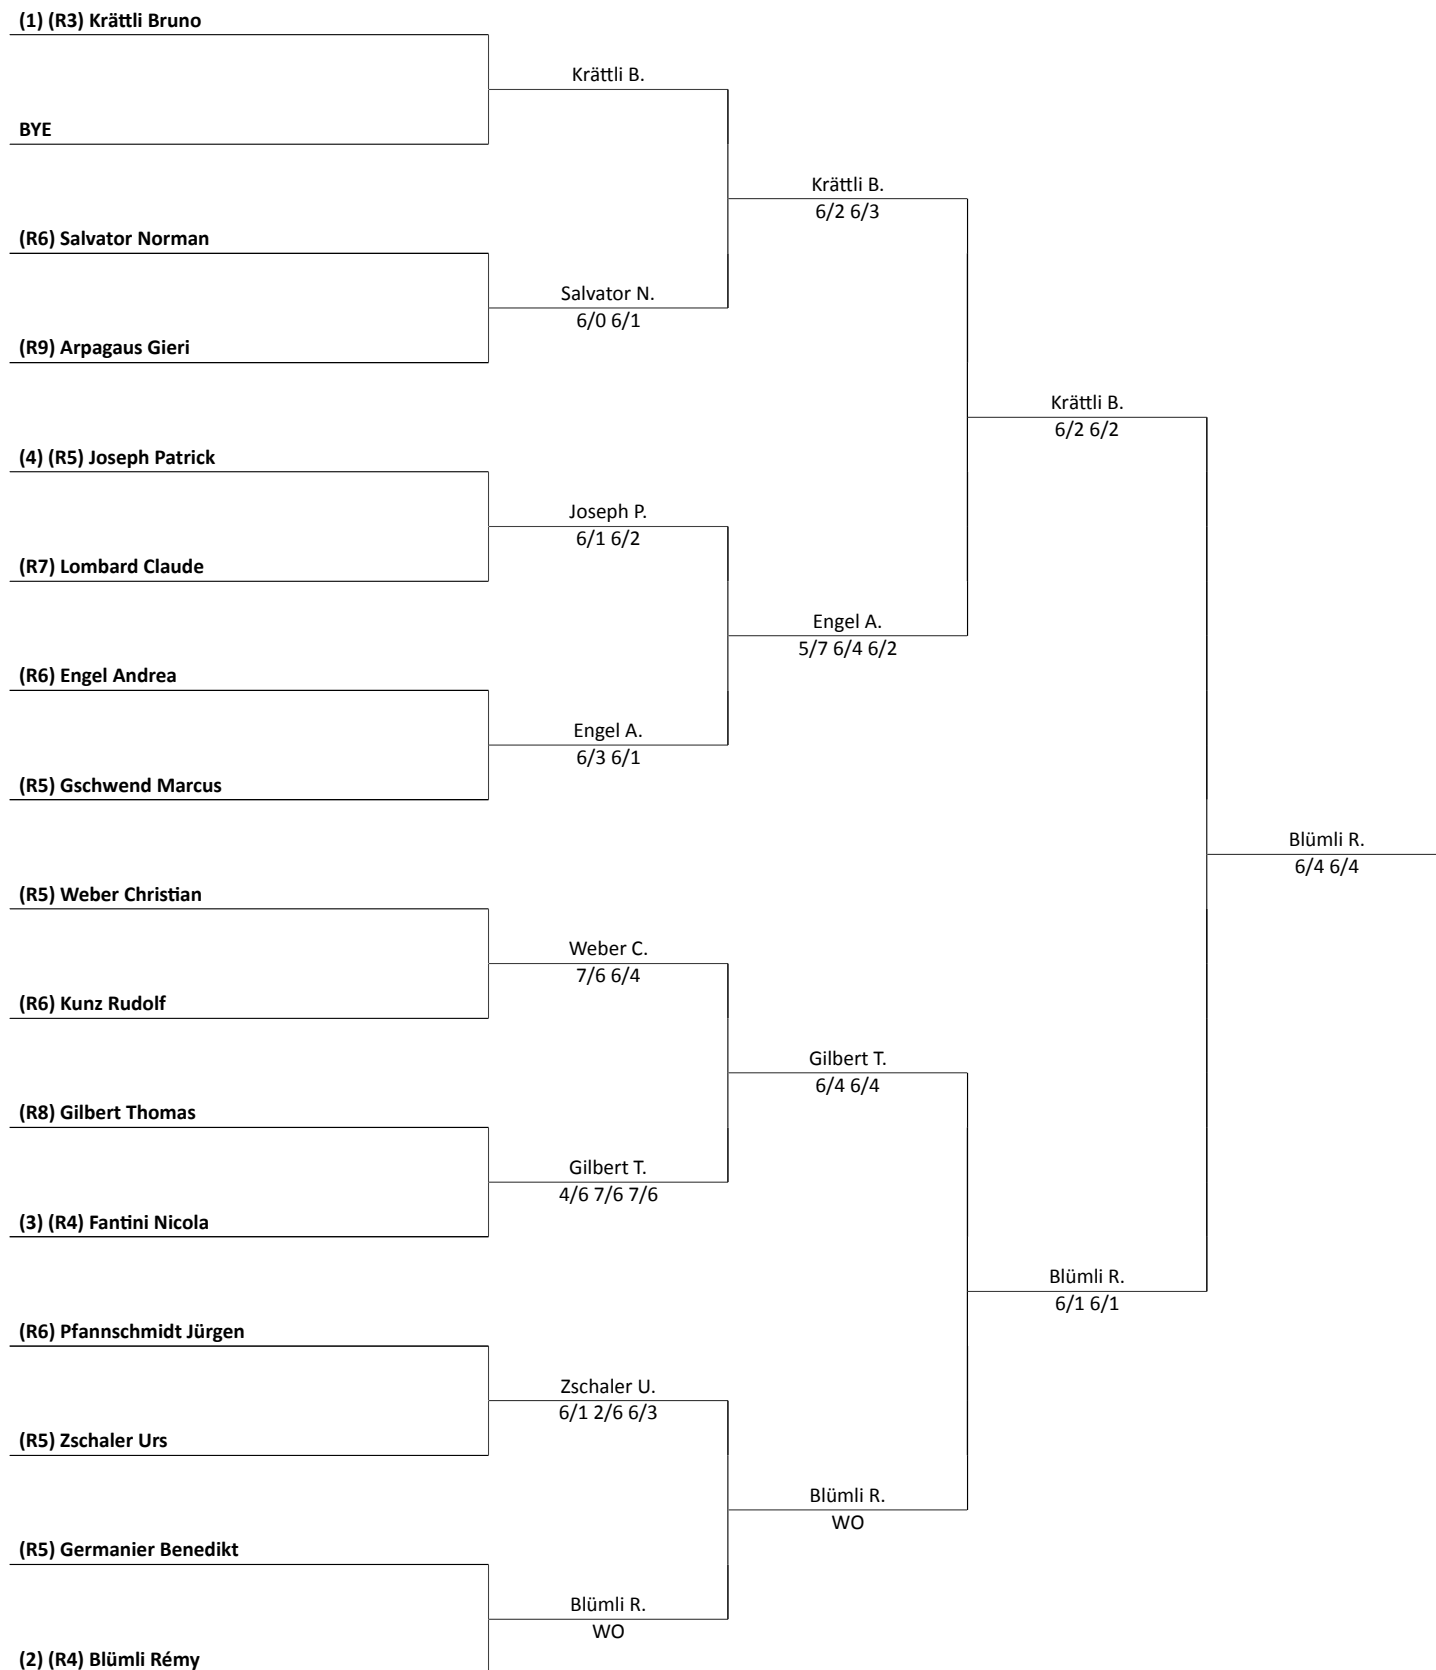 (1) (R3) Krättli Bruno
Krättli B.
BYE
Krättli B.
6/2 6/3
(R6) Salvator Norman
Salvator N.
6/0 6/1
(R9) Arpagaus Gieri
Krättli B.
6/2 6/2
(4) (R5) Joseph Patrick
Joseph P.
6/1 6/2
(R7) Lombard Claude
Engel A.
5/7 6/4 6/2
(R6) Engel Andrea
Engel A.
6/3 6/1
(R5) Gschwend Marcus
Blümli R.
6/4 6/4
(R5) Weber Christian
Weber C.
7/6 6/4
(R6) Kunz Rudolf
Gilbert T.
6/4 6/4
(R8) Gilbert Thomas
Gilbert T.
4/6 7/6 7/6
(3) (R4) Fantini Nicola
Blümli R.
6/1 6/1
(R6) Pfannschmidt Jürgen
Zschaler U.
6/1 2/6 6/3
(R5) Zschaler Urs
Blümli R.
WO
(R5) Germanier Benedikt
Blümli R.
WO
(2) (R4) Blümli Rémy